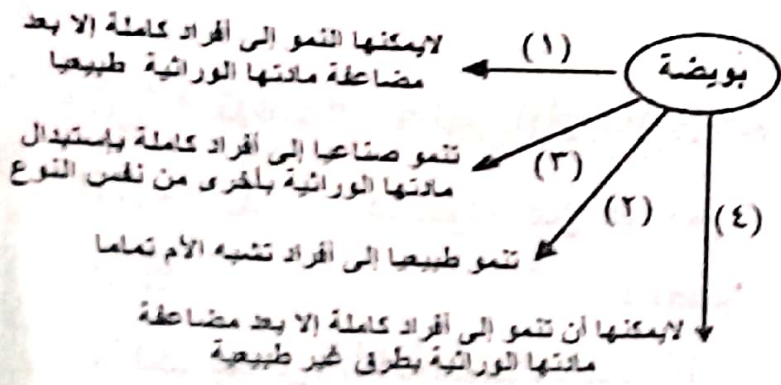 بويضة
(١)
لايمكنها النمو إلى أفراد كاملة إلا بعد
مضاعفة مادتها الوراثية طبيعيا
(٣)
تنمو صناعيا إلى أفراد كاملة بإستبدال
مادتها الوراثية بأخرى من نفس النوع
(٢)
تنمو طبيعيا إلى أفراد تشبه الأم تماما
(٤)
لايمكنها أن تنمو إلى أفراد كاملة إلا بعد مضاعفة
مادتها الوراثية بطرق غير طبيعية